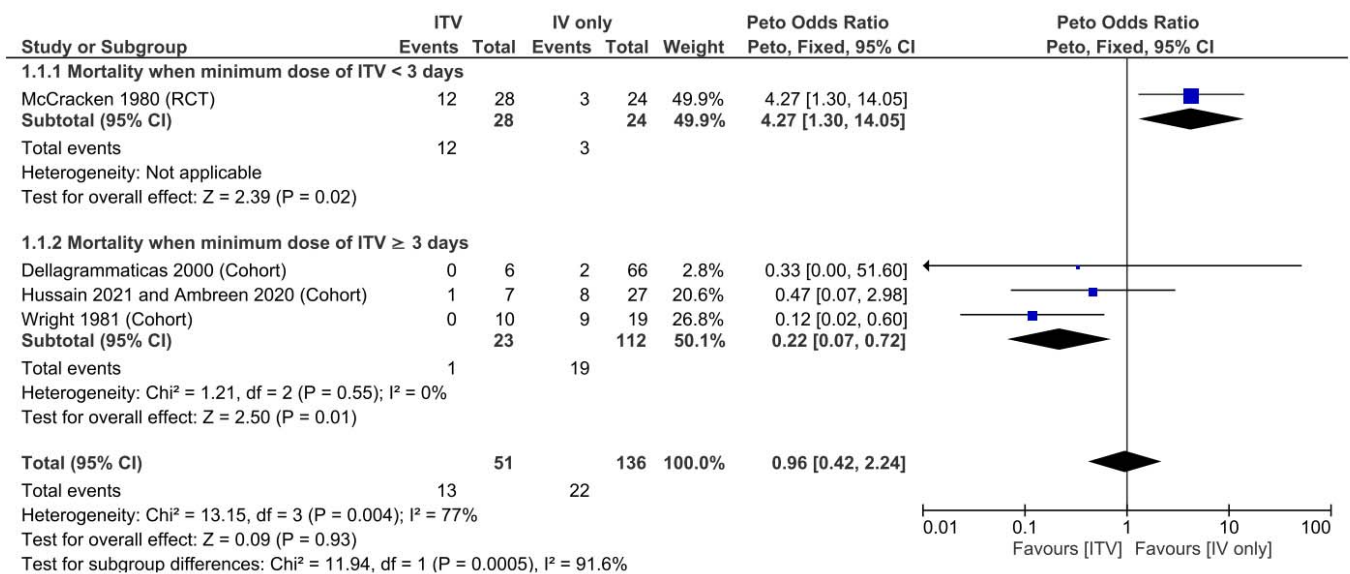 ITV IV only Peto Odds Ratio Peto Odds Ratio
Study or Subgroup Events Total Events Total Weight Peto, Fixed, 95% CI Peto, Fixed, 95% CI
1.1.1 Mortality when minimum dose of ITV < 3 days
McCracken 1980 (RCT) 12 28 3 24 49.9% 4.27 [1.30, 14.05]
Subtotal (95% CI) 28 24 49.9% 4.27 [1.30, 14.05]
Total events 12 3
Heterogeneity: Not applicable
Test for overall effect: Z = 2.39 (P = 0.02)
1.1.2 Mortality when minimum dose of ITV ≥ 3 days
Dellagrammaticas 2000 (Cohort) 0 6 2 66 2.8% 0.33 [0.00, 51.60]
Hussain 2021 and Ambreen 2020 (Cohort) 1 7 8 27 20.6% 0.47 [0.07, 2.98]
Wright 1981 (Cohort) 0 10 9 19 26.8% 0.12 [0.02, 0.60]
Subtotal (95% CI) 23 112 50.1% 0.22 [0.07, 0.72]
Total events 1 19
Heterogeneity: Chi² = 1.21, df = 2 (P = 0.55); I² = 0%
Test for overall effect: Z = 2.50 (P = 0.01)
Total (95% CI) 51 136 100.0% 0.96 [0.42, 2.24]
Total events 13 22
Heterogeneity: Chi² = 13.15, df = 3 (P = 0.004); I² = 77%
Test for overall effect: Z = 0.09 (P = 0.93)
Test for subgroup differences: Chi² = 11.94, df = 1 (P = 0.0005), I² = 91.6%
0.01 0.1 1 10 100
Favours [ITV] Favours [IV only]